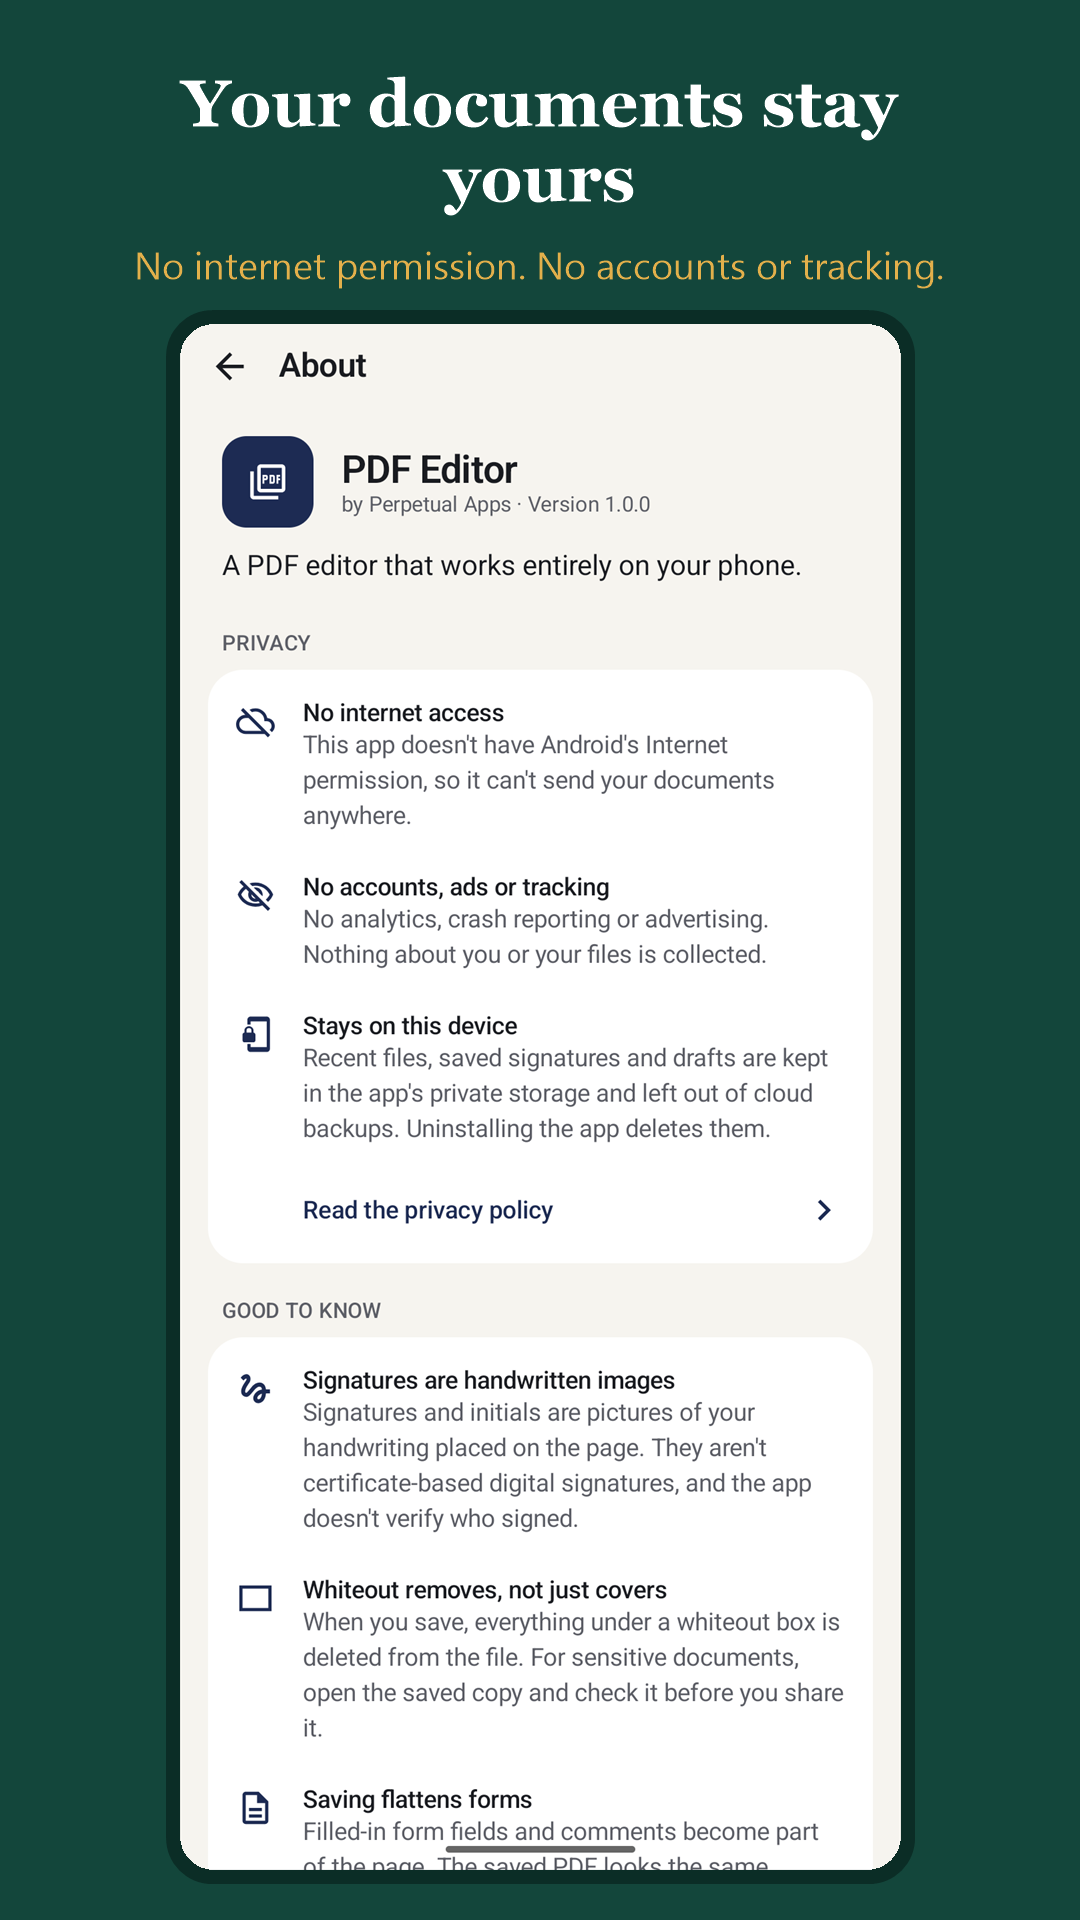 Your documents stay
yours
No internet permission. No accounts or tracking.
About
PDF
PDF Editor
by Perpetual Apps · Version 1.0.0
A PDF editor that works entirely on your phone.
PRIVACY
No internet access
This app doesn't have Android's Internet
permission, so it can't send your documents
anywhere.
No accounts, ads or tracking
No analytics, crash reporting or advertising.
Nothing about you or your files is collected.
Stays on this device
Recent files, saved signatures and drafts are kept
in the app's private storage and left out of cloud
backups. Uninstalling the app deletes them.
Read the privacy policy
GOOD TO KNOW
Signatures are handwritten images
Signatures and initials are pictures of your
handwriting placed on the page. They aren't
certificate-based digital signatures, and the app
doesn't verify who signed.
Whiteout removes, not just covers
When you save, everything under a whiteout box is
deleted from the file. For sensitive documents,
open the saved copy and check it before you share
it.
Saving flattens forms
Filled-in form fields and comments become part
of the page. The saved PDF looks the same